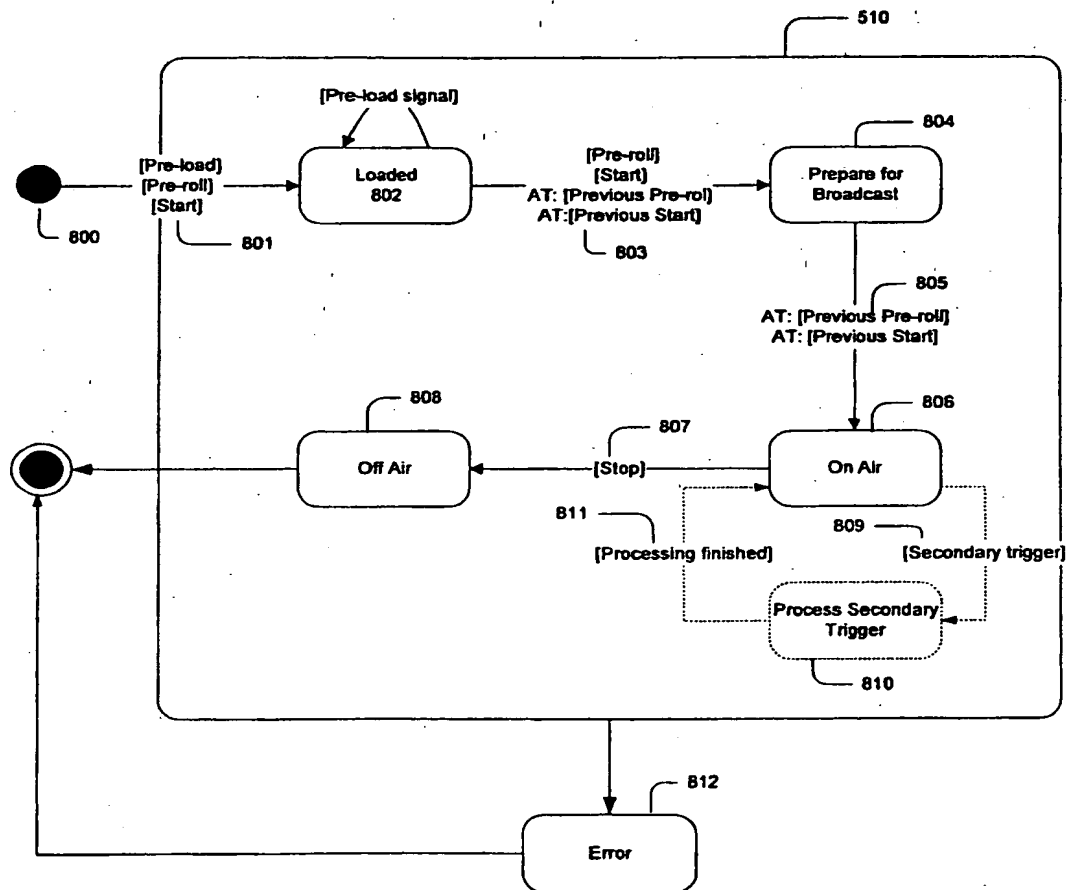 510
[Pre-load signal]
804
[Pre-load]
[Pre-roll]
[Start]
Loaded
802
[Pre-roll]
[Start]
AT: [Previous Pre-rol]
AT:[Previous Start]
Prepare for
Broadcast
800
801
803
805
AT: [Previous Pre-roll]
AT: [Previous Start]
808
807
806
Off Air
[Stop]
On Air
811
809
[Processing finished]
[Secondary trigger]
Process Secondary
Trigger
810
812
Error